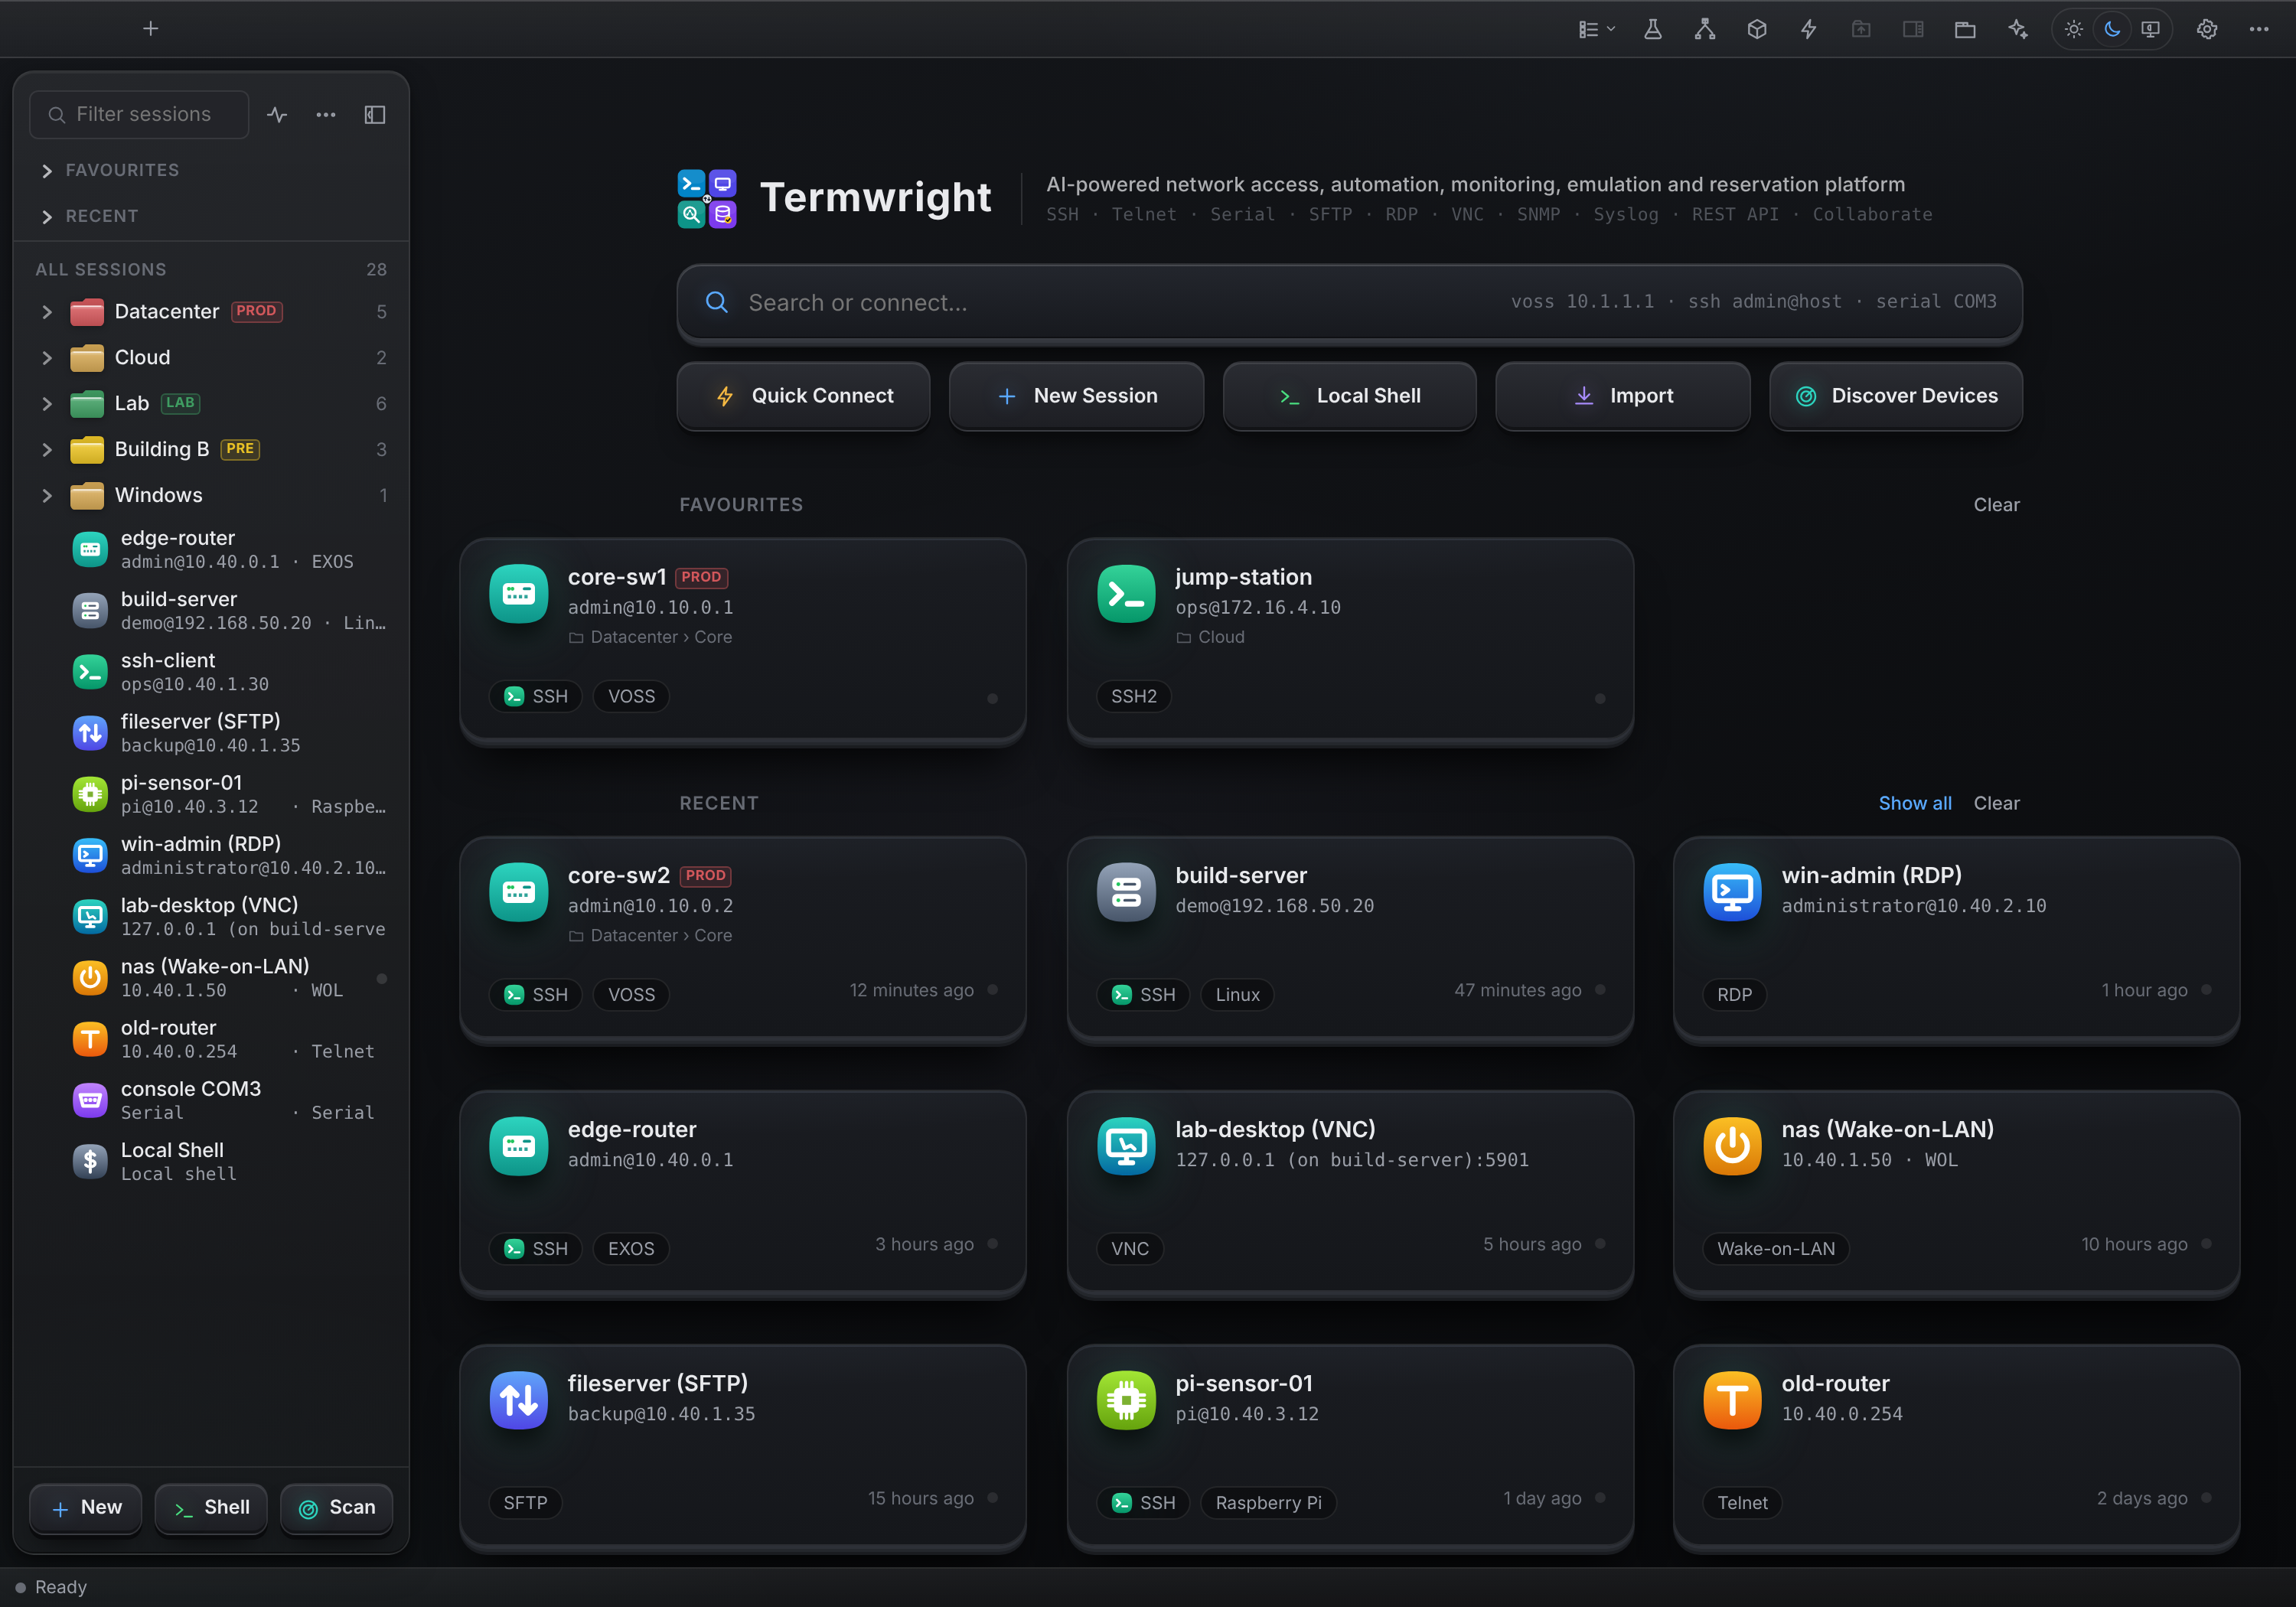 Filter sessions
FAVOURITES
RECENT
ALL SESSIONS 28
Datacenter PROD 5
Cloud 2
Lab LAB 6
Building B PRE 3
Windows 1
edge-router
admin@10.40.0.1 · EXOS
build-server
demo@192.168.50.20 · Lin…
ssh-client
ops@10.40.1.30
fileserver (SFTP)
backup@10.40.1.35
pi-sensor-01
pi@10.40.3.12 · Raspbe…
win-admin (RDP)
administrator@10.40.2.10…
lab-desktop (VNC)
127.0.0.1 (on build-serve
nas (Wake-on-LAN)
10.40.1.50 · WOL
old-router
10.40.0.254 · Telnet
console COM3
Serial · Serial
Local Shell
Local shell
New Shell Scan
Ready
Termwright
AI-powered network access, automation, monitoring, emulation and reservation platform
SSH · Telnet · Serial · SFTP · RDP · VNC · SNMP · Syslog · REST API · Collaborate
Search or connect... voss 10.1.1.1 · ssh admin@host · serial COM3
Quick Connect New Session Local Shell Import Discover Devices
FAVOURITES Clear
core-sw1 PROD
admin@10.10.0.1
Datacenter › Core
SSH VOSS
jump-station
ops@172.16.4.10
Cloud
SSH2
RECENT Show all Clear
core-sw2 PROD
admin@10.10.0.2
Datacenter › Core
SSH VOSS 12 minutes ago
build-server
demo@192.168.50.20
SSH Linux 47 minutes ago
win-admin (RDP)
administrator@10.40.2.10
RDP 1 hour ago
edge-router
admin@10.40.0.1
SSH EXOS 3 hours ago
lab-desktop (VNC)
127.0.0.1 (on build-server):5901
VNC 5 hours ago
nas (Wake-on-LAN)
10.40.1.50 · WOL
Wake-on-LAN 10 hours ago
fileserver (SFTP)
backup@10.40.1.35
SFTP 15 hours ago
pi-sensor-01
pi@10.40.3.12
SSH Raspberry Pi 1 day ago
old-router
10.40.0.254
Telnet 2 days ago